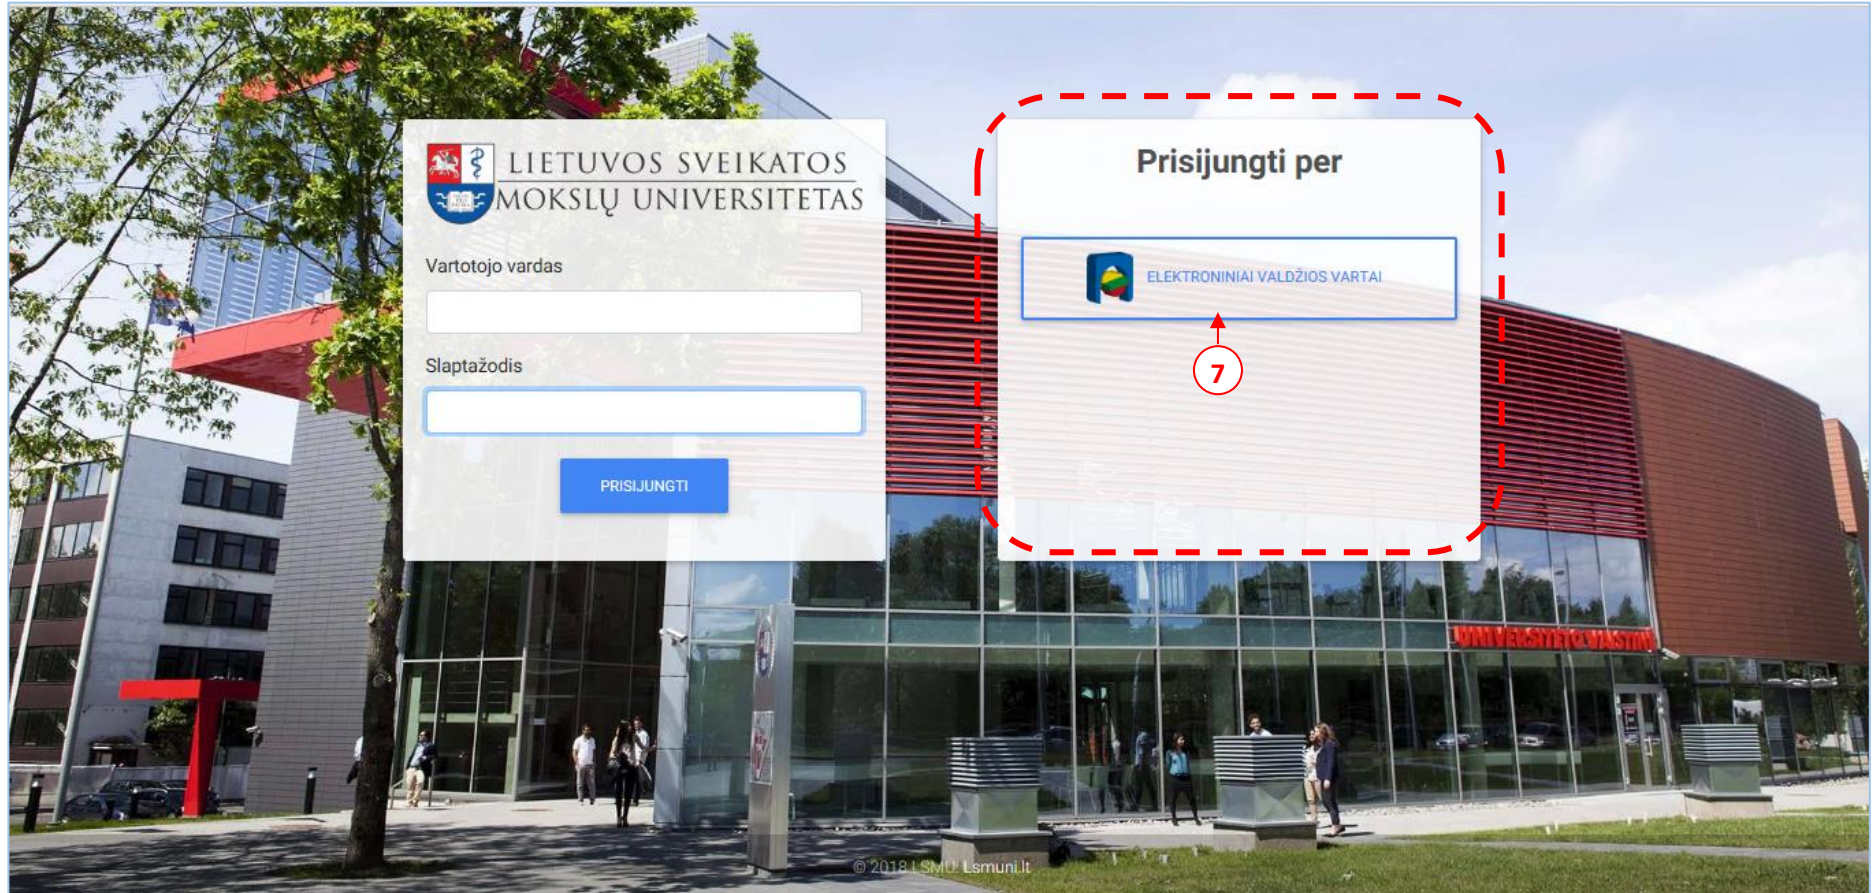 LIETUVOS SVEIKATOS
MOKSLŲ UNIVERSITETAS
Vartotojo vardas
Slaptažodis
PRISIJUNGTI
Prisijungti per
ELEKTRONINIAI VALDŽIOS VARTAI
7
UNIVERSITETO VAISTINĖ
© 2018 LSMU. Lsmuni.lt